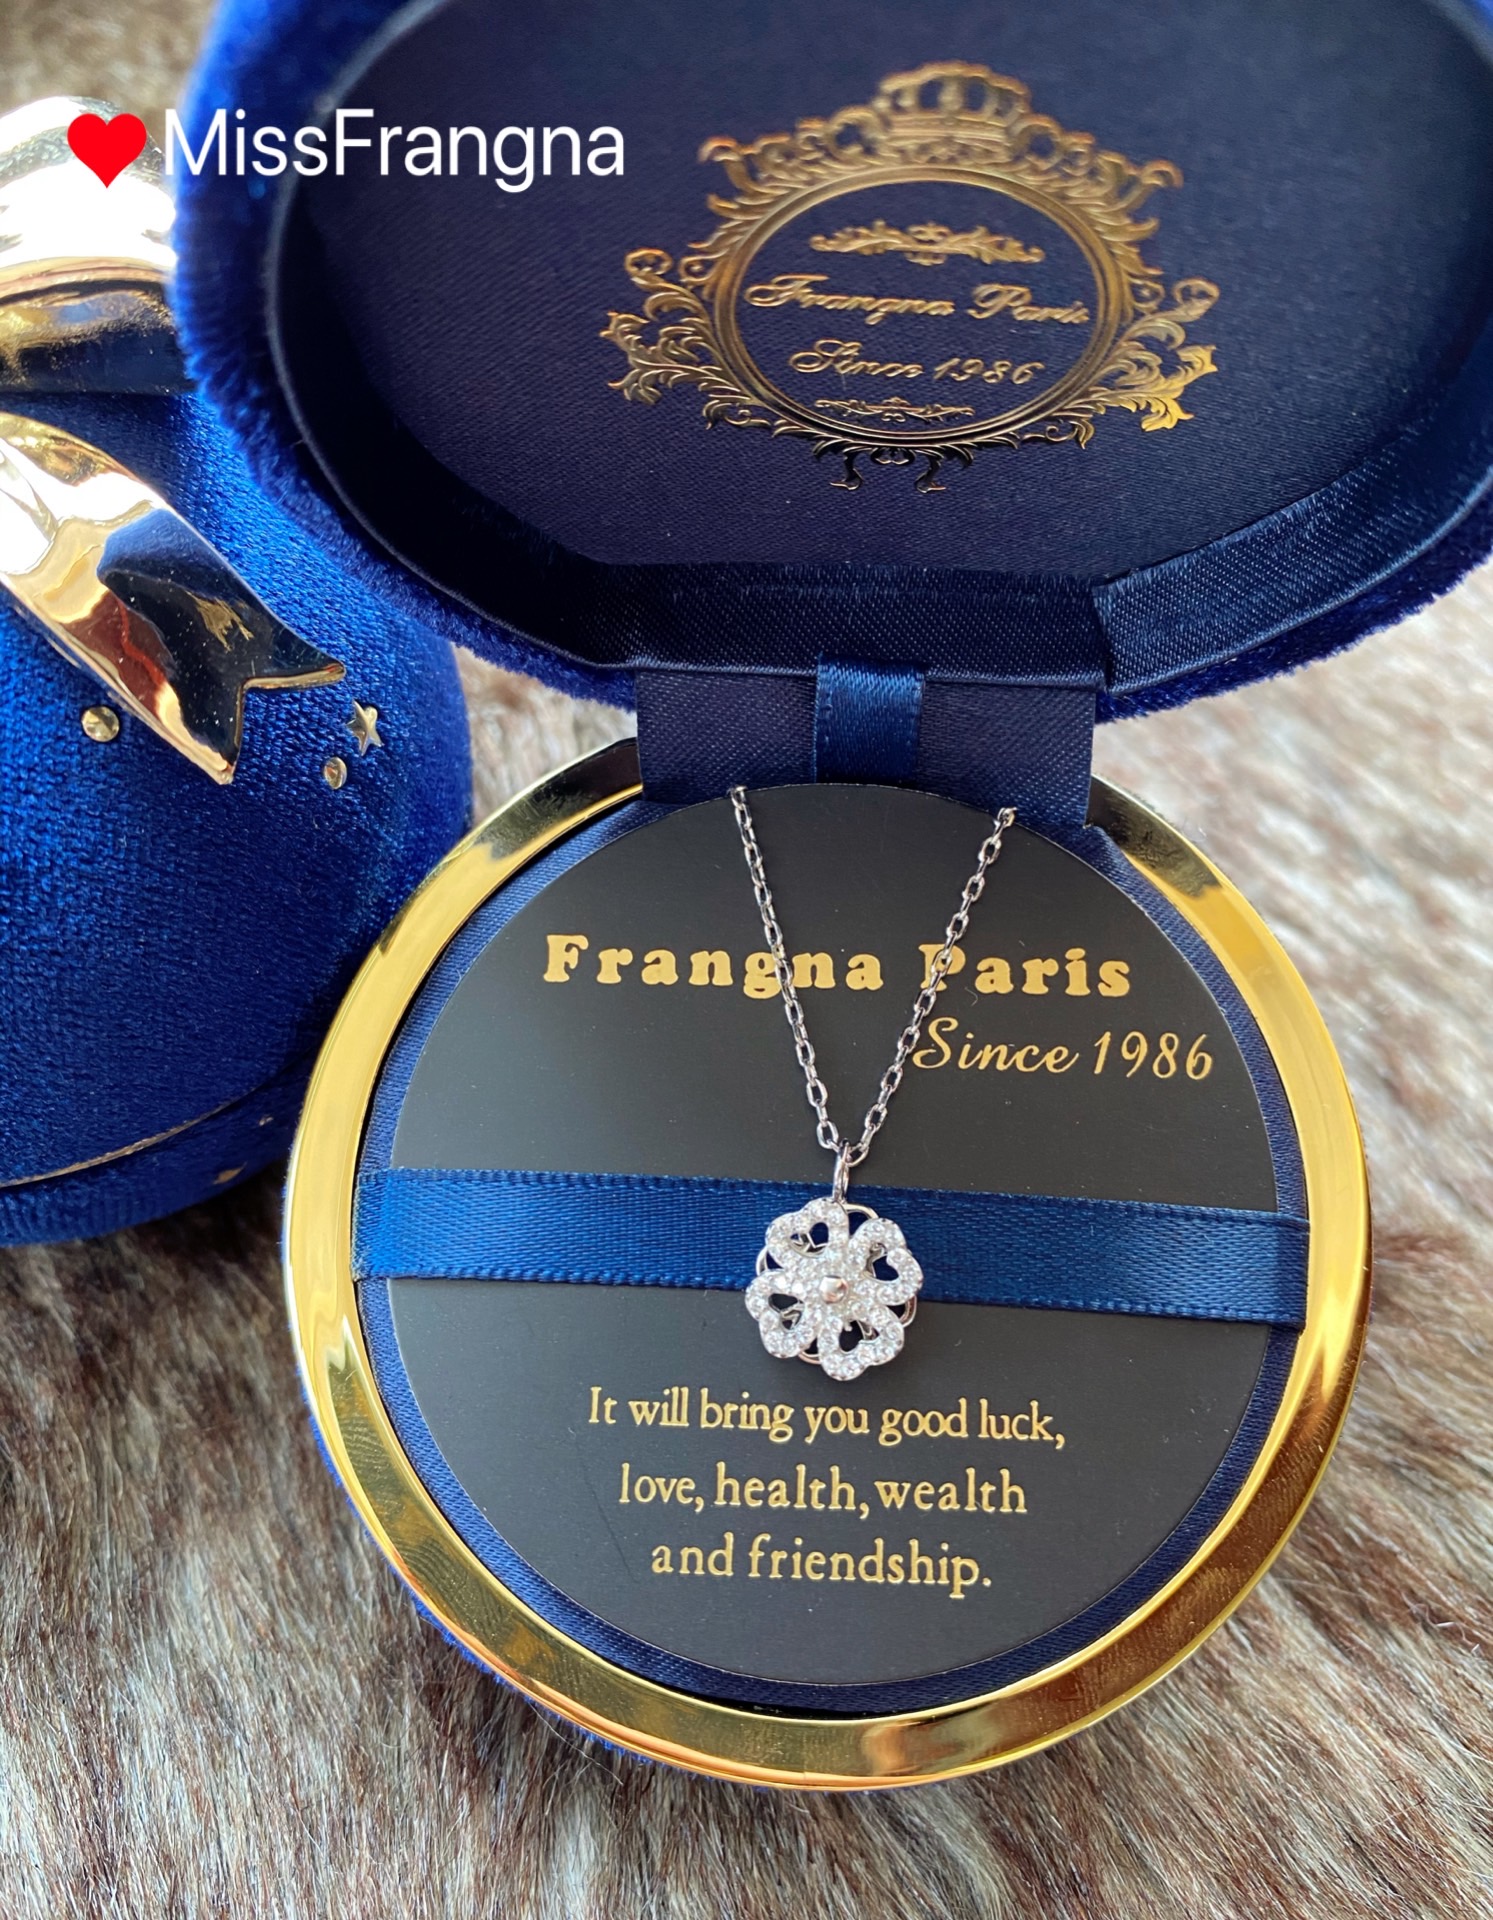 ❤MissFrangna
Frangna Paris
Since 1986
Frangna Paris
Since 1986
It will bring you good luck,
love, health, wealth
and friendship.